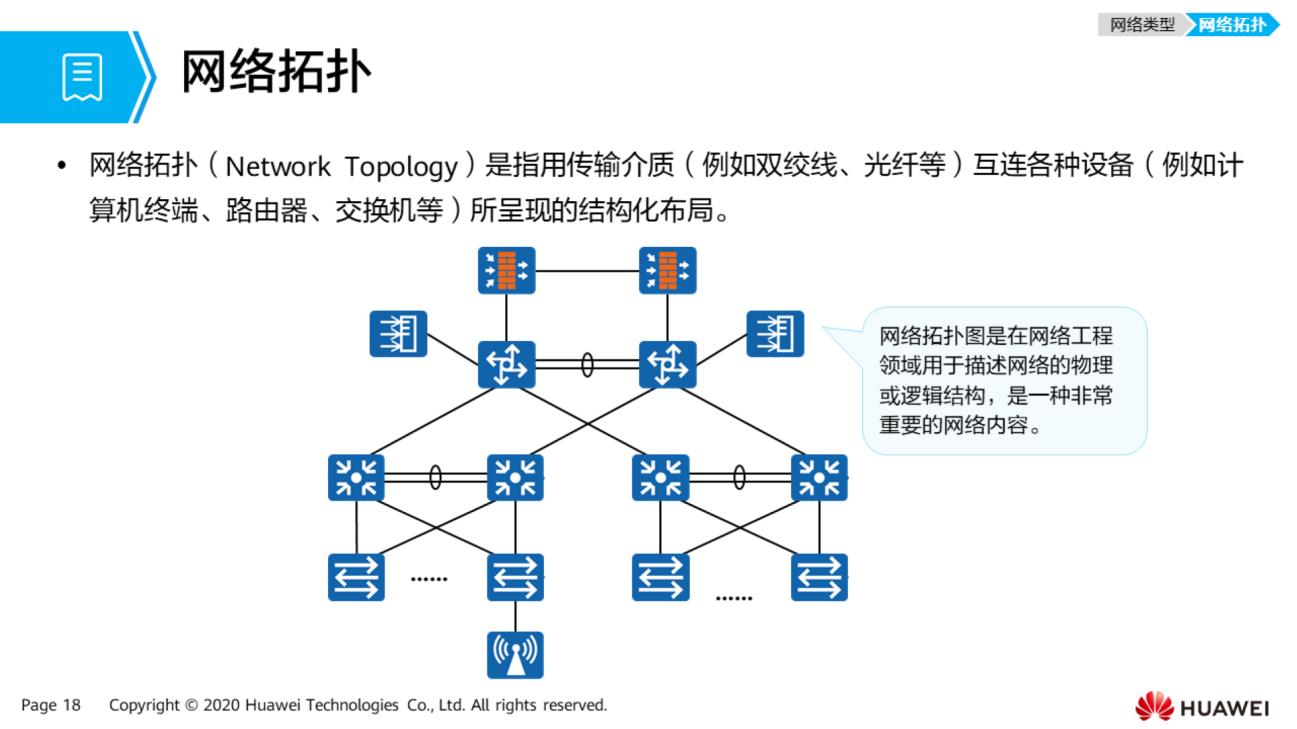 网络类型 网络拓扑
网络拓扑
• 网络拓扑（Network Topology）是指用传输介质（例如双绞线、光纤等）互连各种设备（例如计
算机终端、路由器、交换机等）所呈现的结构化布局。
网络拓扑图是在网络工程
领域用于描述网络的物理
或逻辑结构，是一种非常
重要的网络内容。
……
……
Page 18 Copyright © 2020 Huawei Technologies Co., Ltd. All rights reserved.
HUAWEI